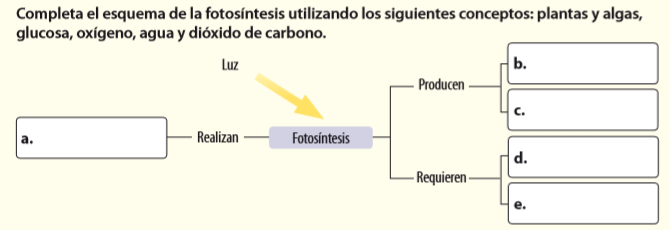 Completa el esquema de la fotosíntesis utilizando los siguientes conceptos: plantas y algas,
glucosa, oxígeno, agua y dióxido de carbono.
Luz
b.
Producen
c.
a.
Realizan
Fotosíntesis
d.
Requieren
e.